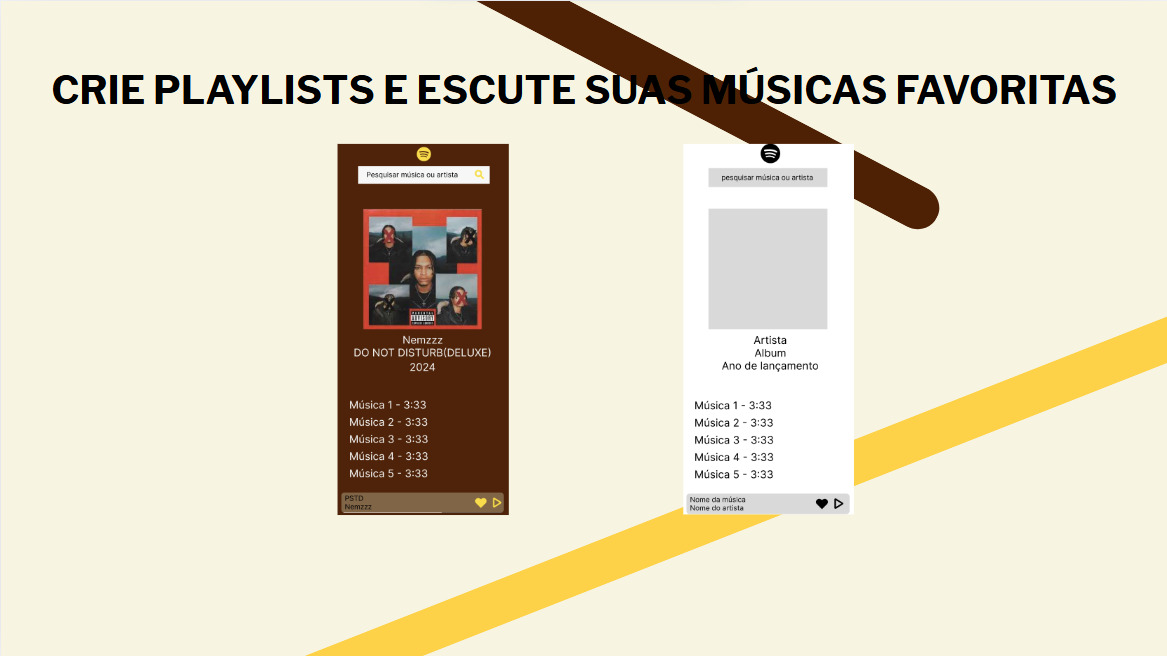 CRIE PLAYLISTS E ESCUTE SUAS MÚSICAS FAVORITAS
Pesquisar música ou artista
PARENTAL
ADVISORY
Nemzzz
DO NOT DISTURB(DELUXE)
2024
Música 1 - 3:33
Música 2 - 3:33
Música 3 - 3:33
Música 4 - 3:33
Música 5 - 3:33
PSTD
Nemzzz
pesquisar música ou artista
Artista
Album
Ano de lançamento
Música 1 - 3:33
Música 2 - 3:33
Música 3 - 3:33
Música 4 - 3:33
Música 5 - 3:33
Nome da música
Nome do artista